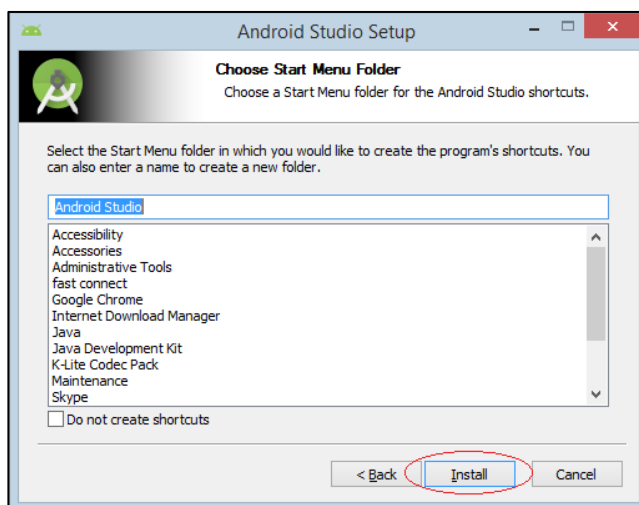 Android Studio Setup
Choose Start Menu Folder
Choose a Start Menu folder for the Android Studio shortcuts.
Select the Start Menu folder in which you would like to create the program's shortcuts. You
can also enter a name to create a new folder.
Android Studio
Accessibility
Accessories
Administrative Tools
fast connect
Google Chrome
Internet Download Manager
Java
Java Development Kit
K-Lite Codec Pack
Maintenance
Skype
Do not create shortcuts
< Back Install Cancel